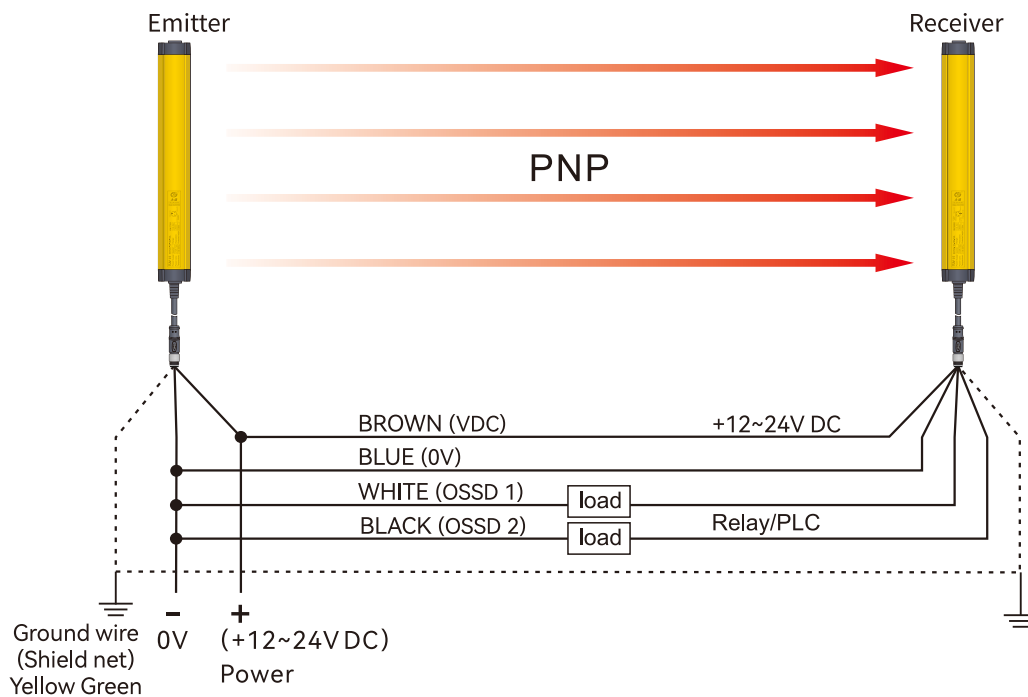 Emitter
Receiver
PNP
BROWN (VDC)
+12~24V DC
BLUE (0V)
WHITE (OSSD 1)
load
BLACK (OSSD 2)
load
Relay/PLC
Ground wire
(Shield net)
Yellow Green
-
0V
+
(+12~24V DC)
Power